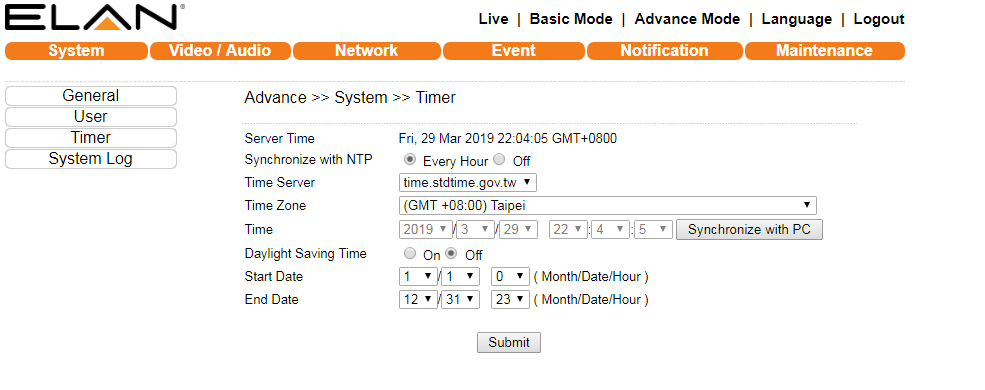 ELAN®
Live | Basic Mode | Advance Mode | Language | Logout
System Video / Audio Network Event Notification Maintenance
General
User
Timer
System Log
Advance >> System >> Timer
Server Time Fri, 29 Mar 2019 22:04:05 GMT+0800
Synchronize with NTP Every Hour Off
Time Server time.stdtime.gov.tw
Time Zone (GMT +08:00) Taipei
Time 2019 / 3 / 29 22 : 4 : 5 Synchronize with PC
Daylight Saving Time On Off
Start Date 1 / 1 0 ( Month/Date/Hour )
End Date 12 / 31 23 ( Month/Date/Hour )
Submit